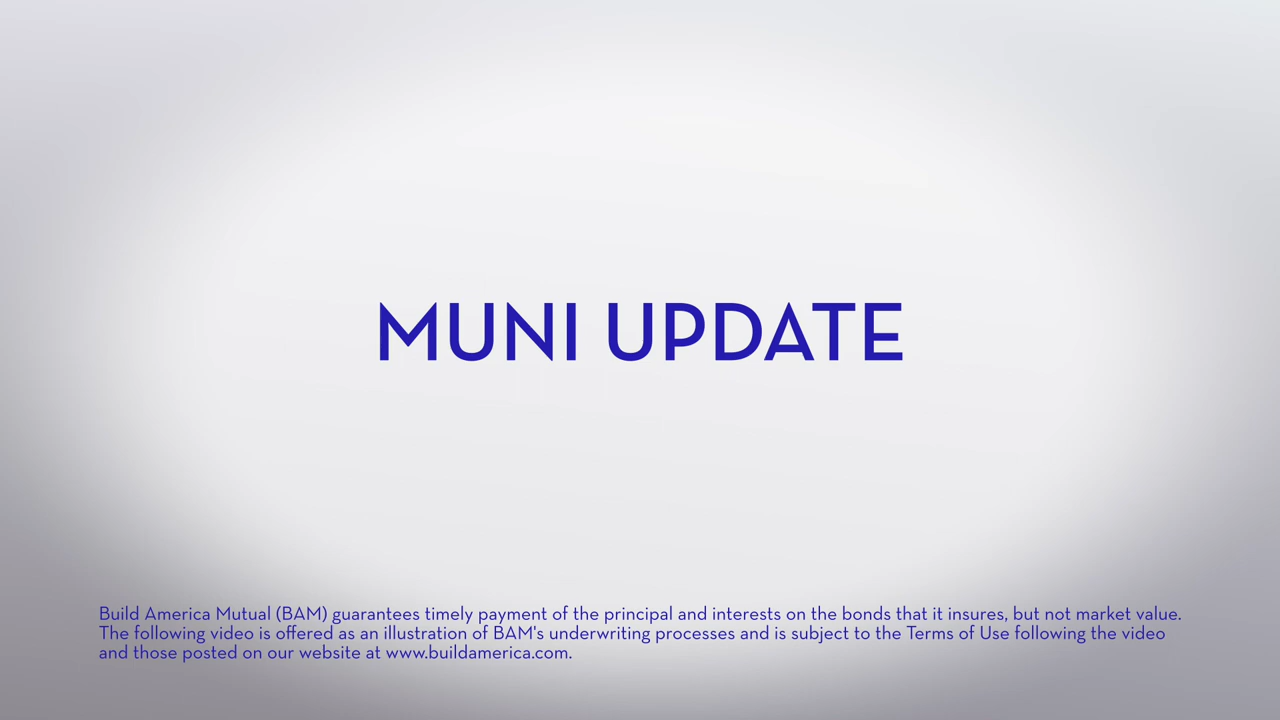 MUNI UPDATE
Build America Mutual (BAM) guarantees timely payment of the principal and interests on the bonds that it insures, but not market value.
The following video is offered as an illustration of BAM's underwriting processes and is subject to the Terms of Use following the video
and those posted on our website at www.buildamerica.com.